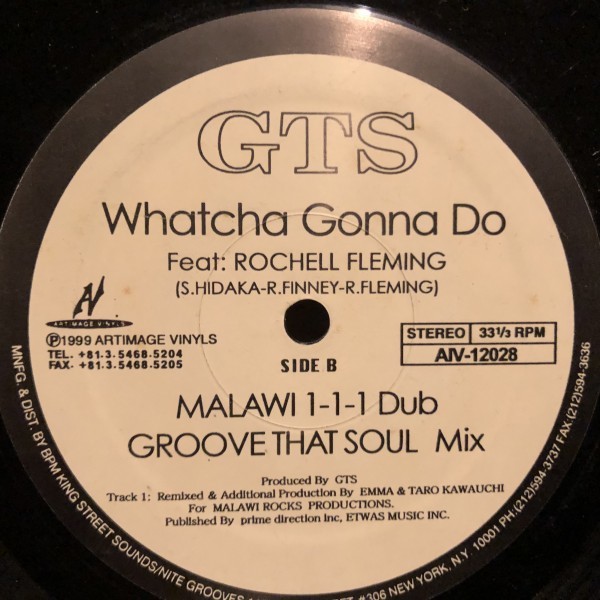 GTS
Whatcha Gonna Do
Feat: ROCHELL FLEMING
(S.HIDAKA-R.FINNEY-R.FLEMING)
AV
ARTIMAGE VINYLS
Ⓟ1999 ARTIMAGE VINYLS
TEL. +81.3.5468.5204
FAX. +81.3.5468.5205
SIDE B
STEREO 33⅓ RPM
AIV-12028
MALAWI 1-1-1 Dub
GROOVE THAT SOUL Mix
Produced By GTS
Track 1: Remixed & Additional Production By EMMA & TARO KAWAUCHI
For MALAWI ROCKS PRODUCTIONS.
Published By prime direction inc, ETWAS MUSIC INC.
MNFG. & DIST. BY BPM KING STREET SOUNDS/NITE GROOVES #306 NEW YORK, N.Y. 10001 PH:(212)594-3737 FAX.(212)594-3636